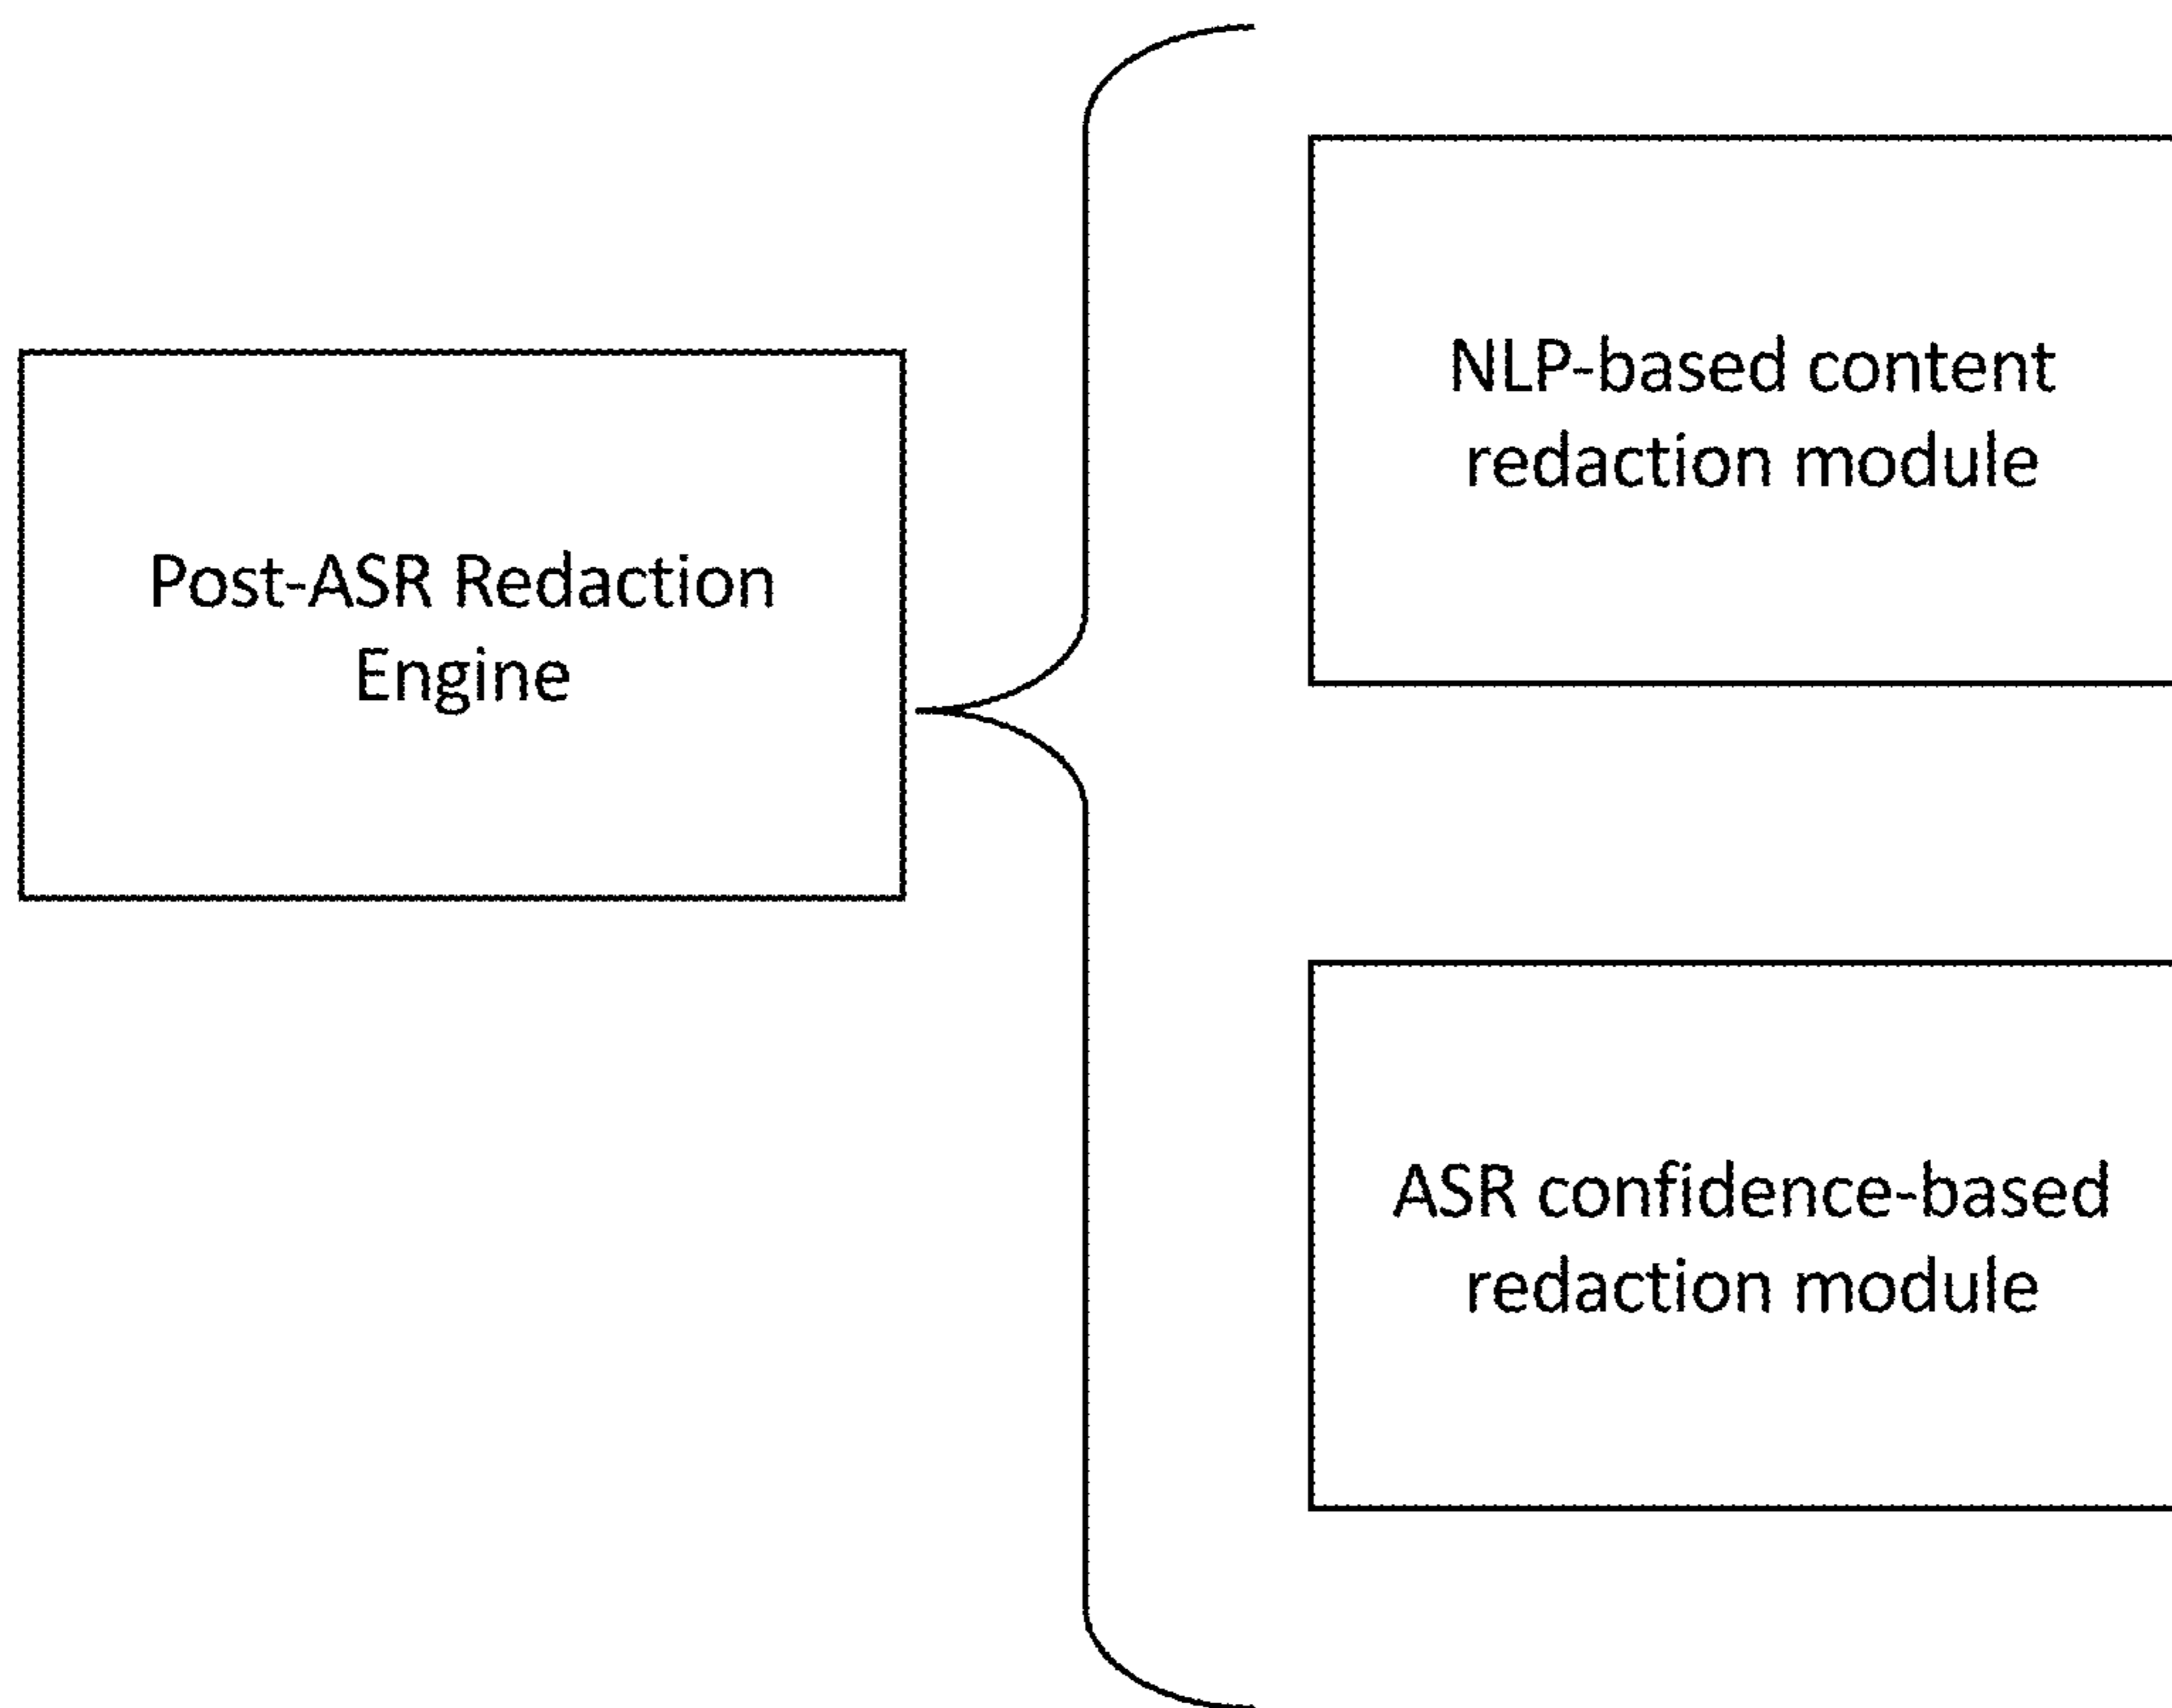 Post-ASR Redaction
Engine
NLP-based content
redaction module
ASR confidence-based
redaction module